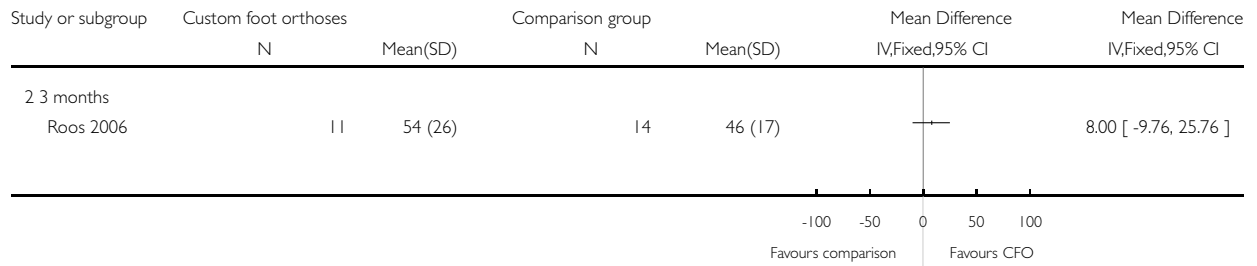 Study or subgroup Custom foot orthoses Comparison group Mean Difference Mean Difference
N Mean(SD) N Mean(SD) IV,Fixed,95% CI IV,Fixed,95% CI
2 3 months
Roos 2006 11 54 (26) 14 46 (17) 8.00 [ -9.76, 25.76 ]
-100 -50 0 50 100
Favours comparison Favours CFO